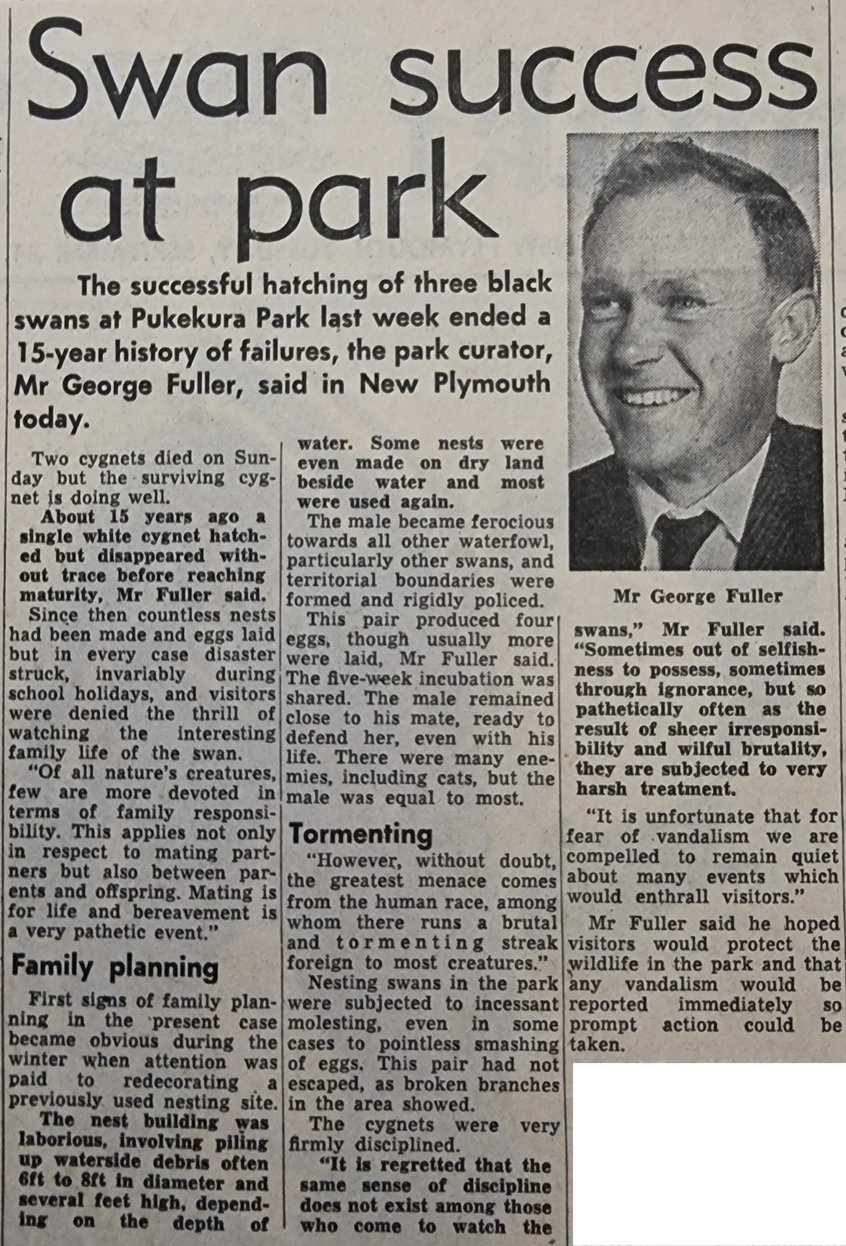 Swan success
at park
The successful hatching of three black
swans at Pukekura Park last week ended a
15-year history of failures, the park curator,
Mr George Fuller, said in New Plymouth
today.
Two cygnets died on Sun-
day but the surviving cyg-
net is doing well.
About 15 years ago a
single white cygnet hatch-
ed but disappeared with-
out trace before reaching
maturity, Mr Fuller said.
Since then countless nests
had been made and eggs laid
but in every case disaster
struck, invariably during
school holidays, and visitors
were denied the thrill of
watching the interesting
family life of the swan.
"Of all nature's creatures,
few are more devoted in
terms of family responsi-
bility. This applies not only
in respect to mating part-
ners but also between par-
ents and offspring. Mating is
for life and bereavement is
a very pathetic event."
Family planning
First signs of family plan-
ning in the present case
became obvious during the
winter when attention was
paid to redecorating a
previously used nesting site.
The nest building was
laborious, involving piling
up waterside debris often
6ft to 8ft in diameter and
several feet high, depend-
ing on the depth of
water. Some nests were
even made on dry land
beside water and most
were used again.
The male became ferocious
towards all other waterfowl,
particularly other swans, and
territorial boundaries were
formed and rigidly policed.
This pair produced four
eggs, though usually more
were laid, Mr Fuller said.
The five-week incubation was
shared. The male remained
close to his mate, ready to
defend her, even with his
life. There were many ene-
mies, including cats, but the
male was equal to most.
Tormenting
"However, without doubt,
the greatest menace comes
from the human race, among
whom there runs a brutal
and tormenting streak
foreign to most creatures."
Nesting swans in the park
were subjected to incessant
molesting, even in some
cases to pointless smashing
of eggs. This pair had not
escaped, as broken branches
in the area showed.
The cygnets were very
firmly disciplined.
"It is regretted that the
same sense of discipline
does not exist among those
who come to watch the
Mr George Fuller
swans," Mr Fuller said.
"Sometimes out of selfish-
ness to possess, sometimes
through ignorance, but so
pathetically often as the
result of sheer irresponsi-
bility and wilful brutality,
they are subjected to very
harsh treatment.
"It is unfortunate that for
fear of vandalism we are
compelled to remain quiet
about many events which
would enthrall visitors."
Mr Fuller said he hoped
visitors would protect the
wildlife in the park and that
any vandalism would be
reported immediately so
prompt action could be
taken.